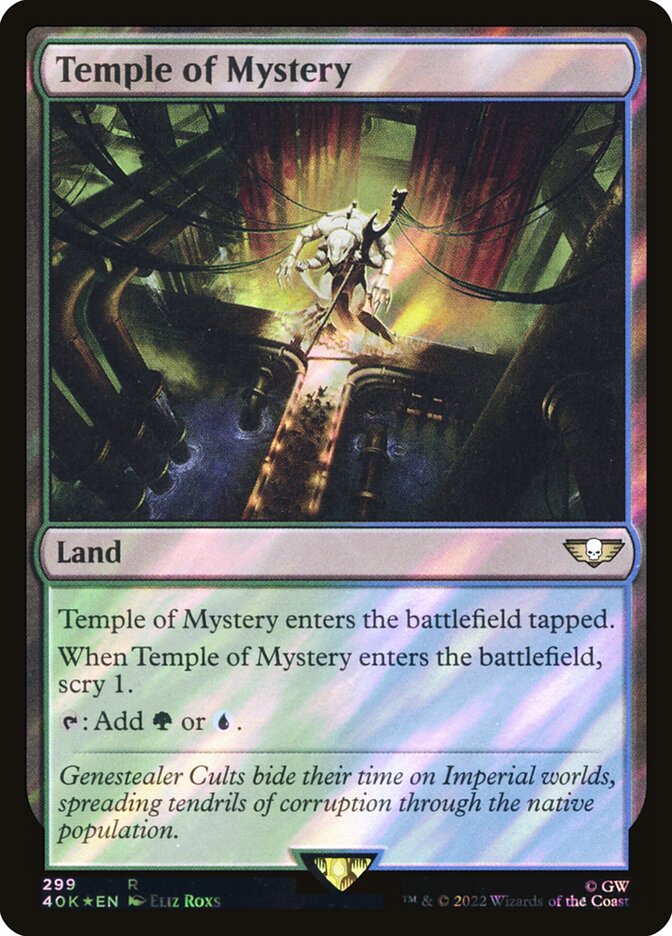 Temple of Mystery
Land
Temple of Mystery enters the battlefield tapped.
When Temple of Mystery enters the battlefield,
scry 1.
: Add or .
Genestealer Cults bide their time on Imperial worlds,
spreading tendrils of corruption through the native
population.
299 R © GW
40K★EN Eliz Roxs ™ & © 2022 Wizards of the Coast